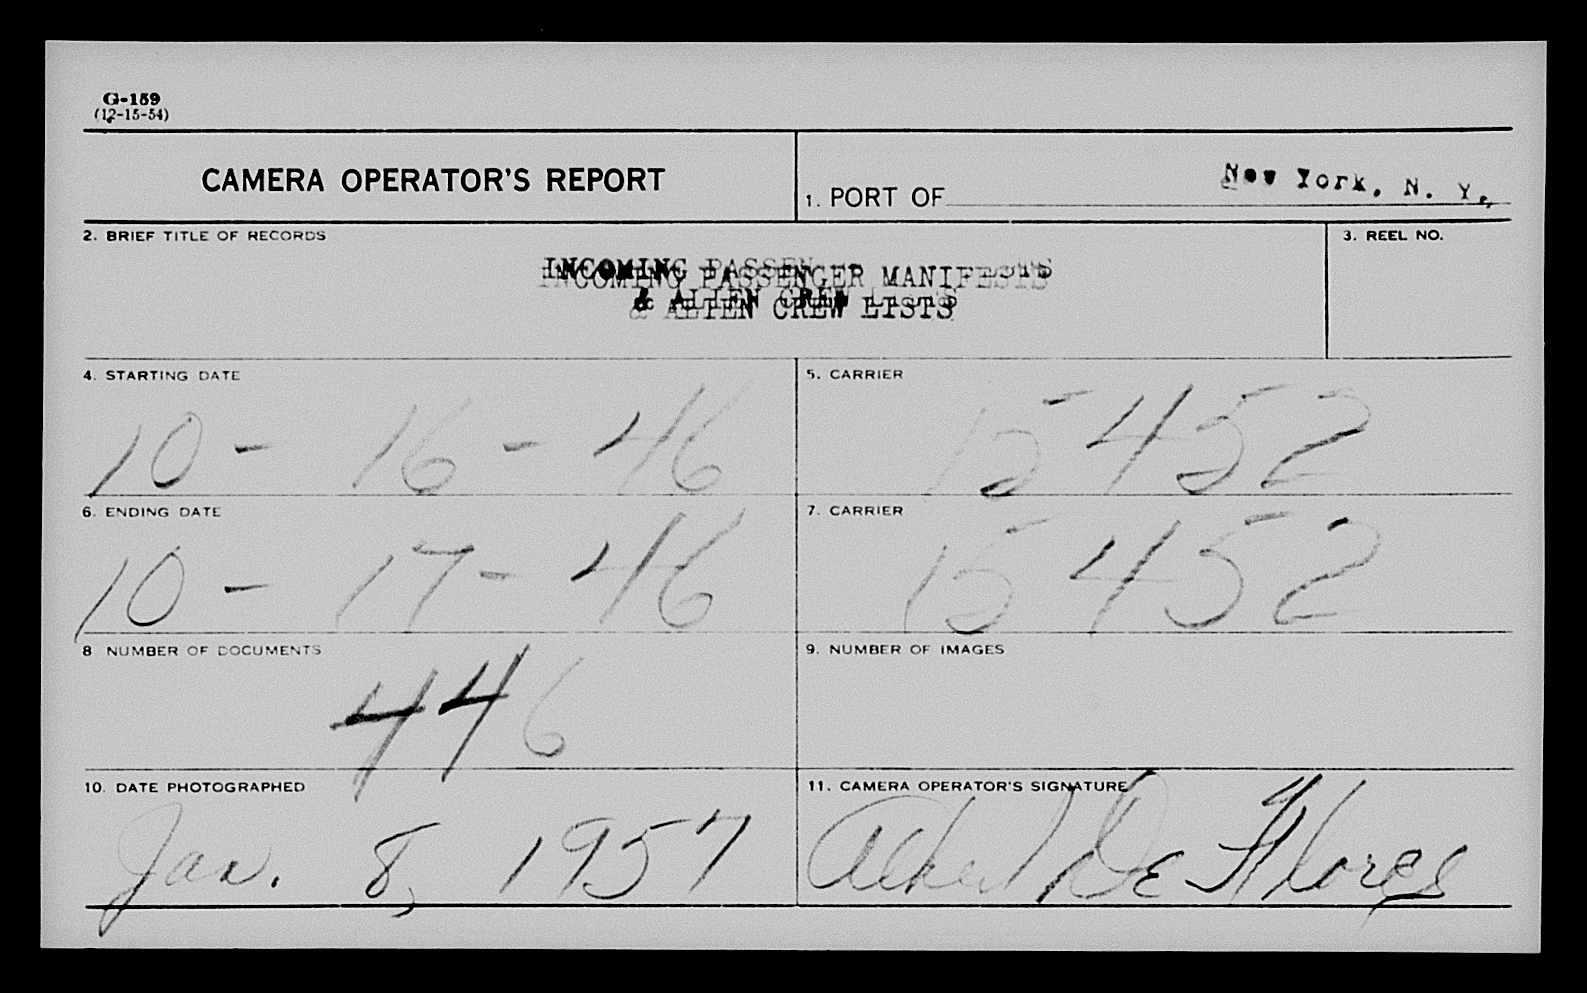 G-159
(12-15-54)
CAMERA OPERATOR'S REPORT
1. PORT OF New York, N. Y.
2. BRIEF TITLE OF RECORDS
3. REEL NO.
INCOMING PASSENGER MANIFESTS
& ALIEN CREW LISTS
4. STARTING DATE
10 - 16 - 46
5. CARRIER
15452
6. ENDING DATE
10 - 17 - 46
7. CARRIER
15452
8 NUMBER OF DOCUMENTS
446
9. NUMBER OF IMAGES
10. DATE PHOTOGRAPHED
Jan. 8, 1957
11. CAMERA OPERATOR'S SIGNATURE
De Flores